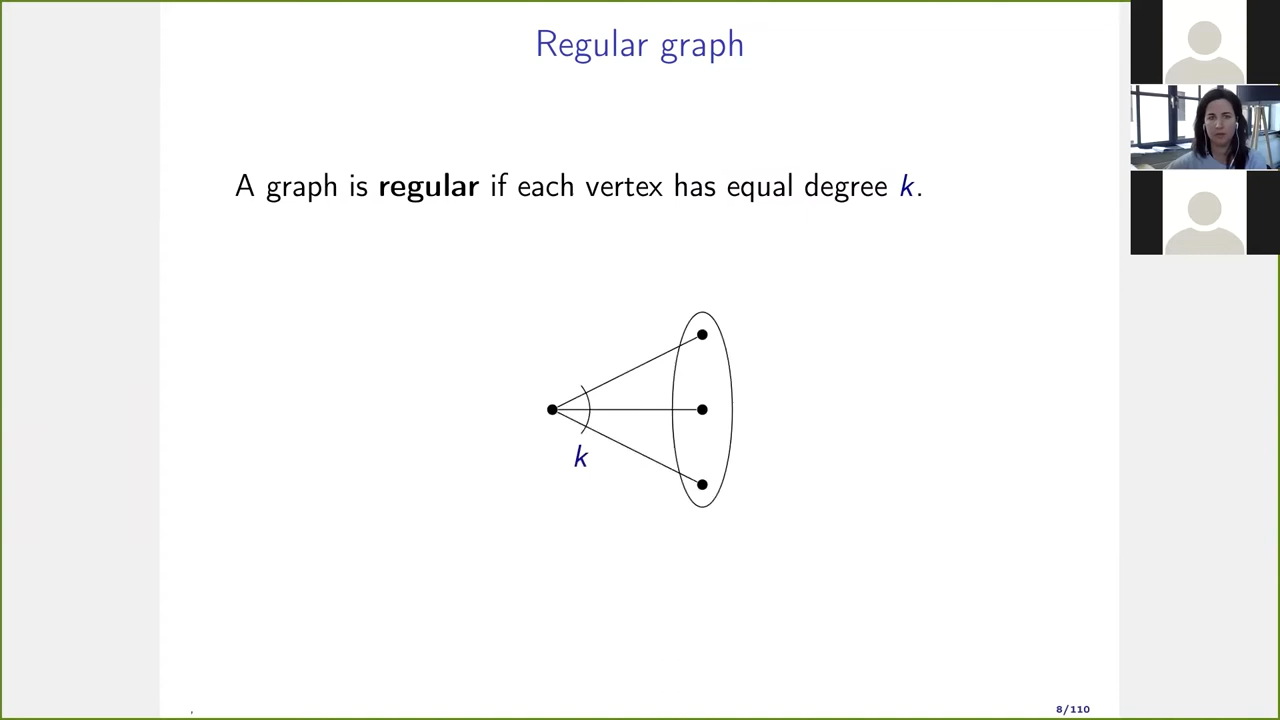 Regular graph
A graph is regular if each vertex has equal degree k.
k
,
8/110